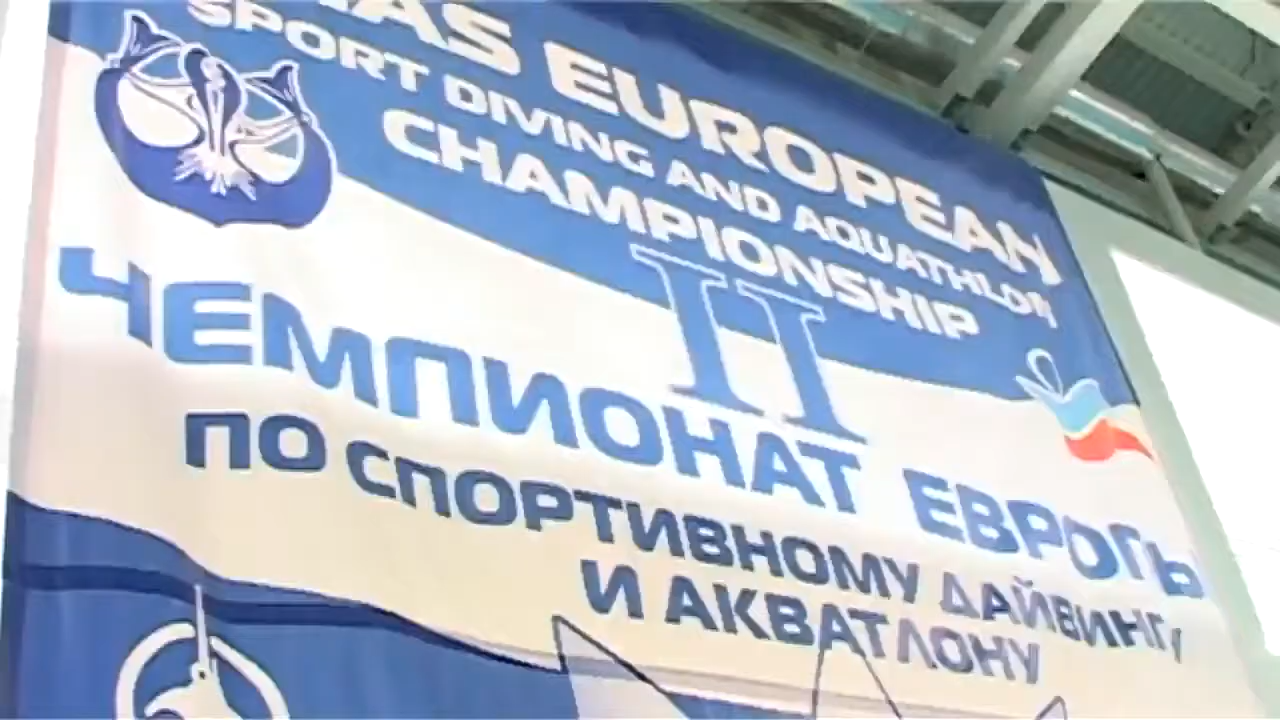 EUROPEAN
SPORT DIVING AND AQUATHLON
CHAMPIONSHIP
II
ЧЕМПИОНАТ ЕВРОПЫ
ПО СПОРТИВНОМУ ДАЙВИНГУ
И АКВАТЛОНУ